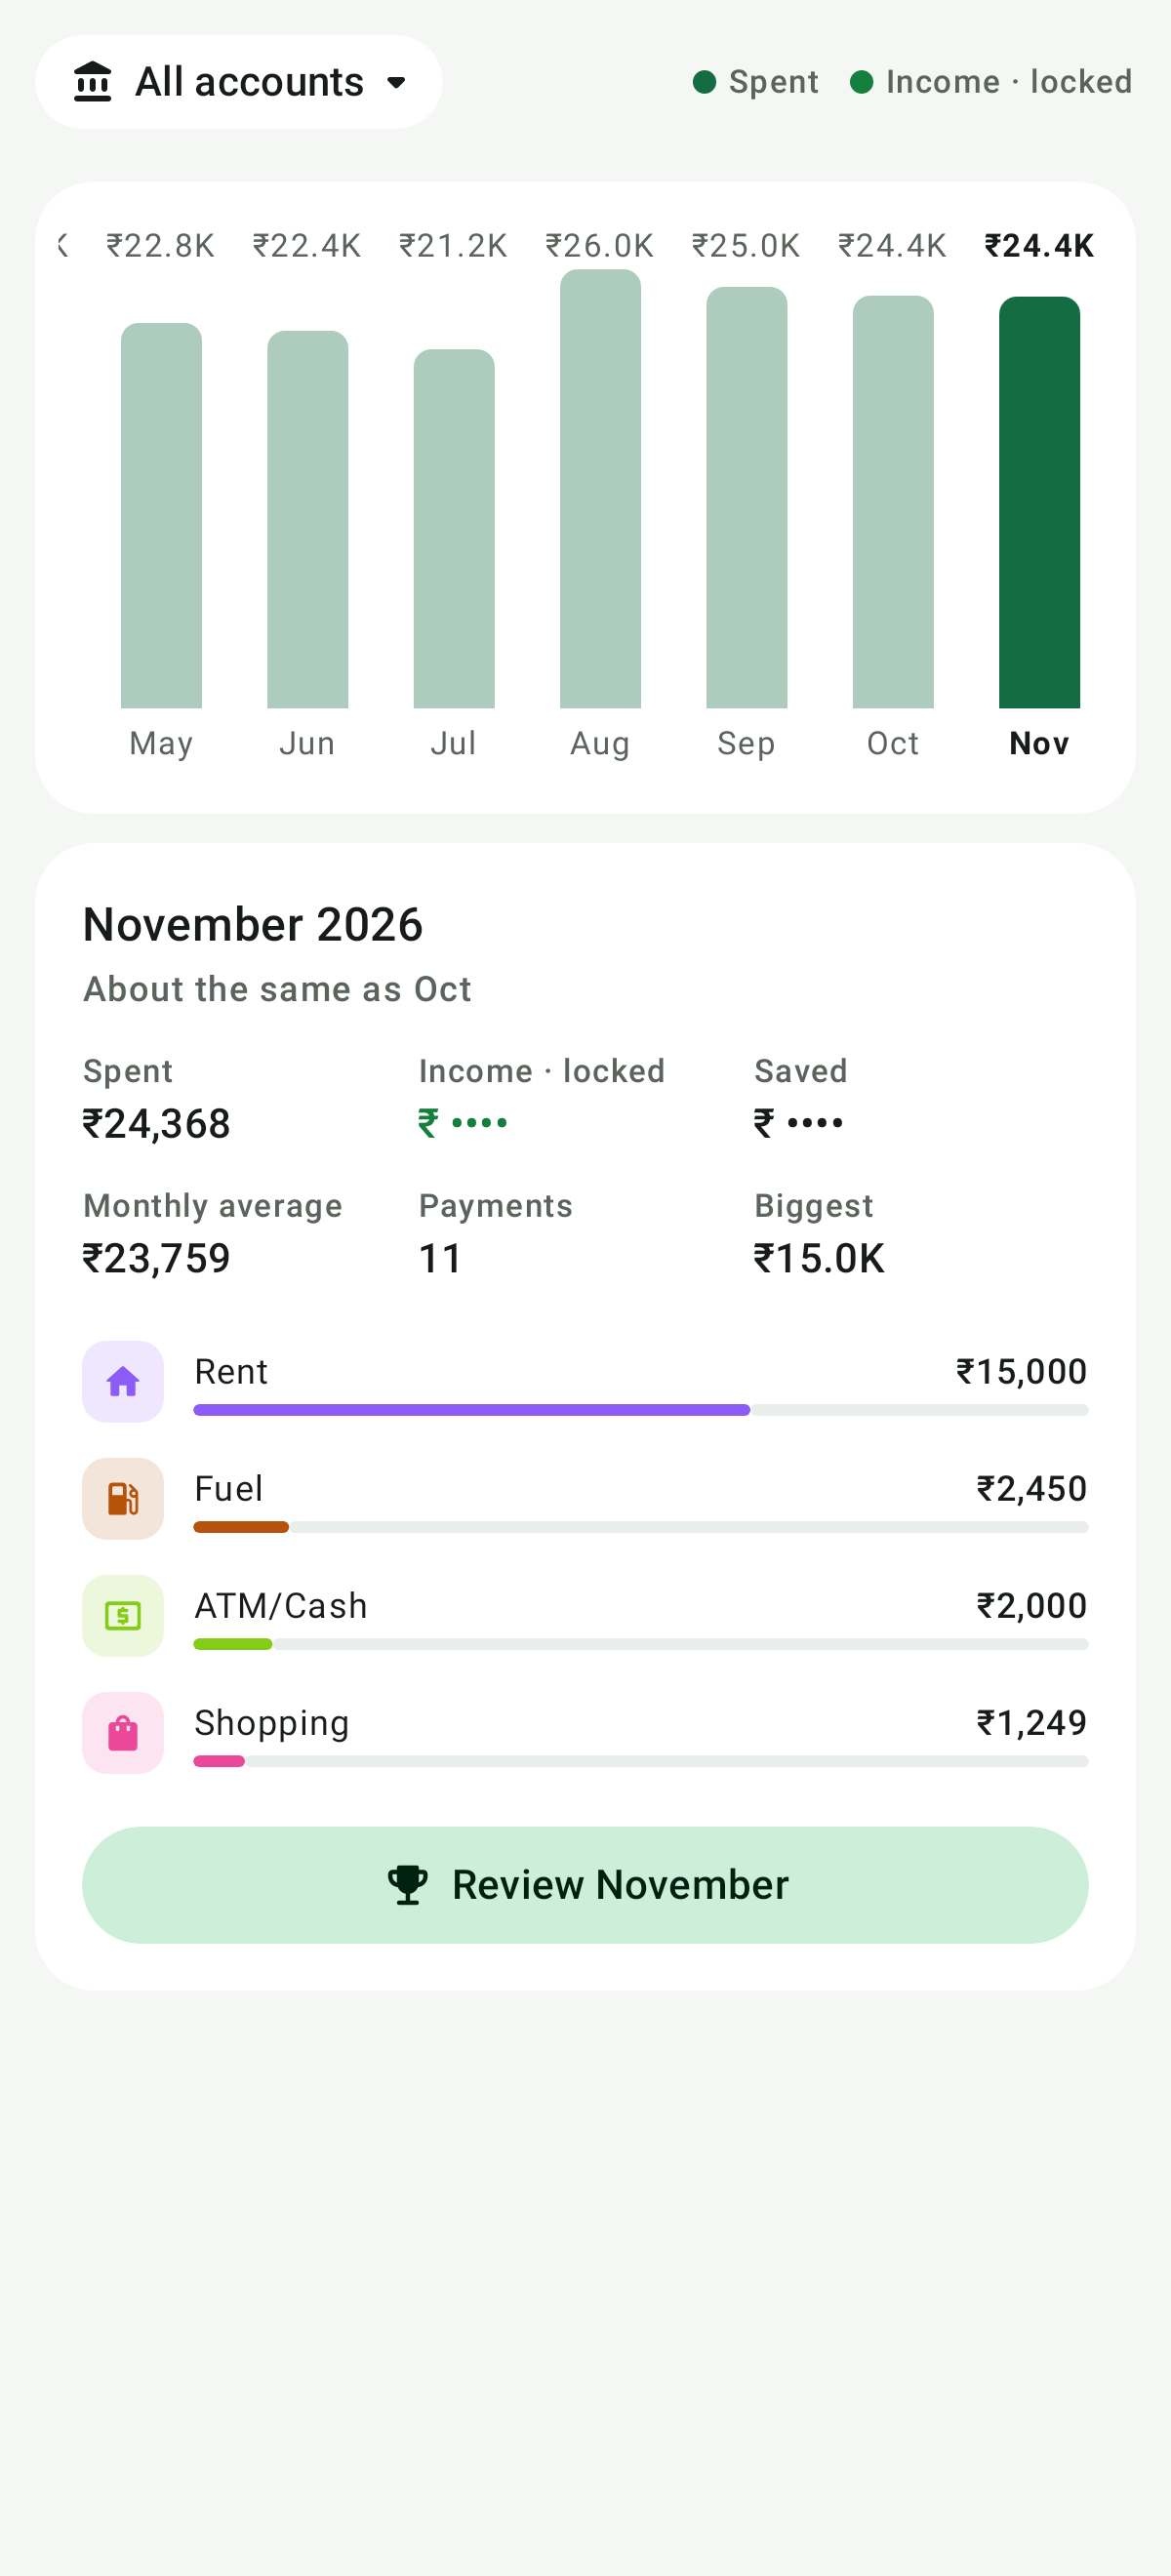 All accounts
Spent Income · locked
K ₹22.8K ₹22.4K ₹21.2K ₹26.0K ₹25.0K ₹24.4K ₹24.4K
May Jun Jul Aug Sep Oct Nov
November 2026
About the same as Oct
Spent Income · locked Saved
₹24,368 ₹ •••• ₹ ••••
Monthly average Payments Biggest
₹23,759 11 ₹15.0K
Rent ₹15,000
Fuel ₹2,450
ATM/Cash ₹2,000
Shopping ₹1,249
Review November